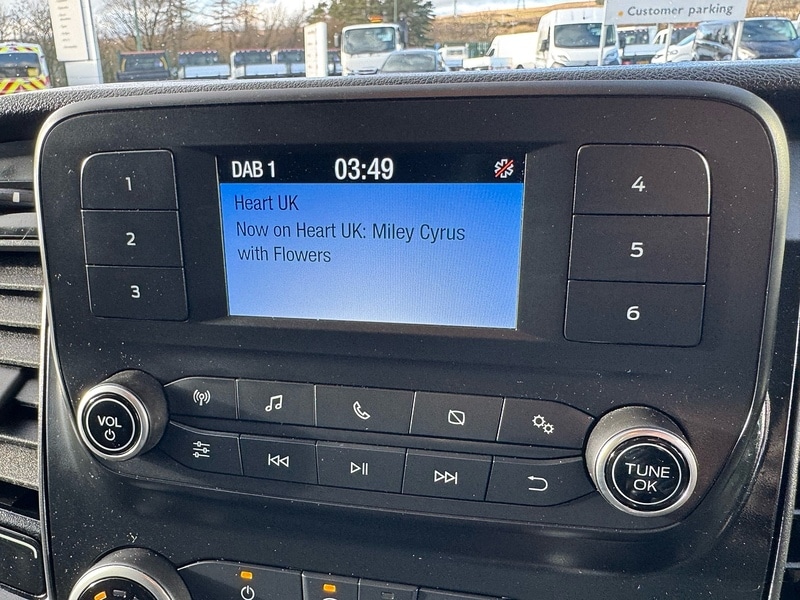 Customer parking
DAB 1 03:49
Heart UK
Now on Heart UK: Miley Cyrus
with Flowers
1
2
3
4
5
6
VOL
TUNE
OK